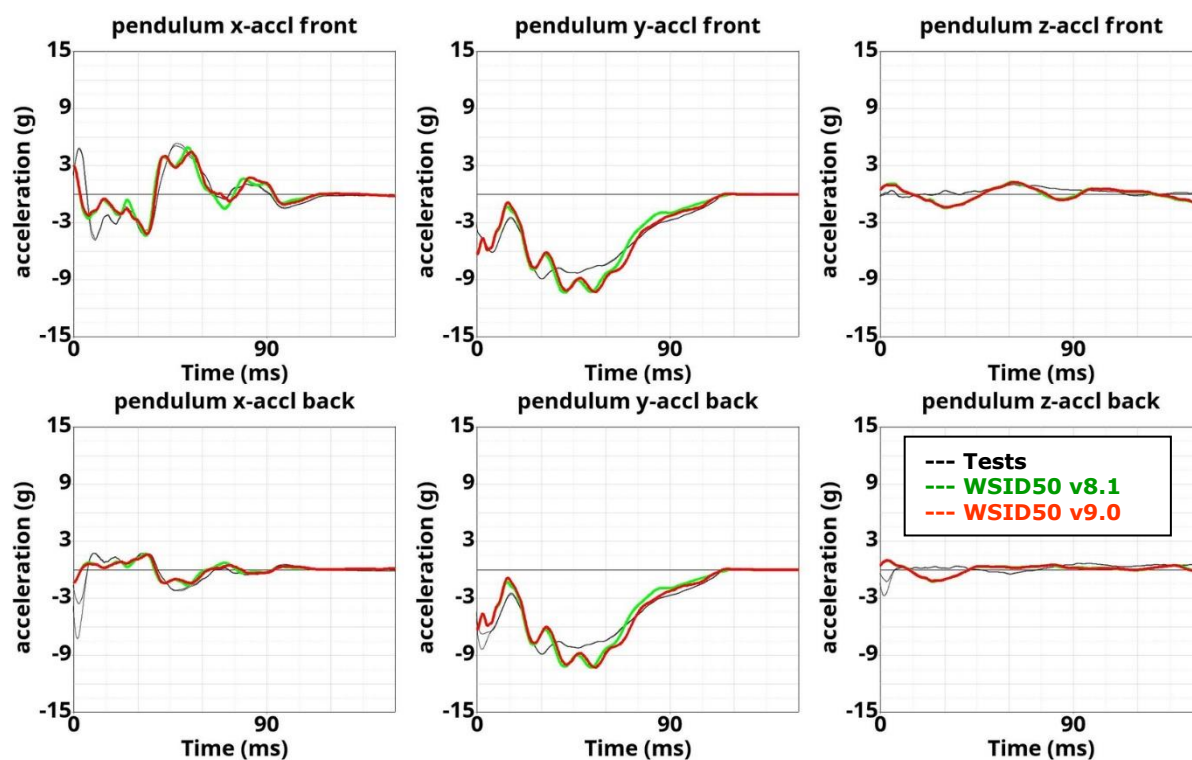 pendulum x-accl front
15
9
3
-3
-9
-15
acceleration (g)
0
90
Time (ms)
pendulum y-accl front
15
9
3
-3
-9
-15
acceleration (g)
0
90
Time (ms)
pendulum z-accl front
15
9
3
-3
-9
-15
acceleration (g)
0
90
Time (ms)
pendulum x-accl back
15
9
3
-3
-9
-15
acceleration (g)
0
90
Time (ms)
pendulum y-accl back
15
9
3
-3
-9
-15
acceleration (g)
0
90
Time (ms)
pendulum z-accl back
15
9
3
-3
-9
-15
acceleration (g)
0
90
Time (ms)
--- Tests
--- WSID50 v8.1
--- WSID50 v9.0